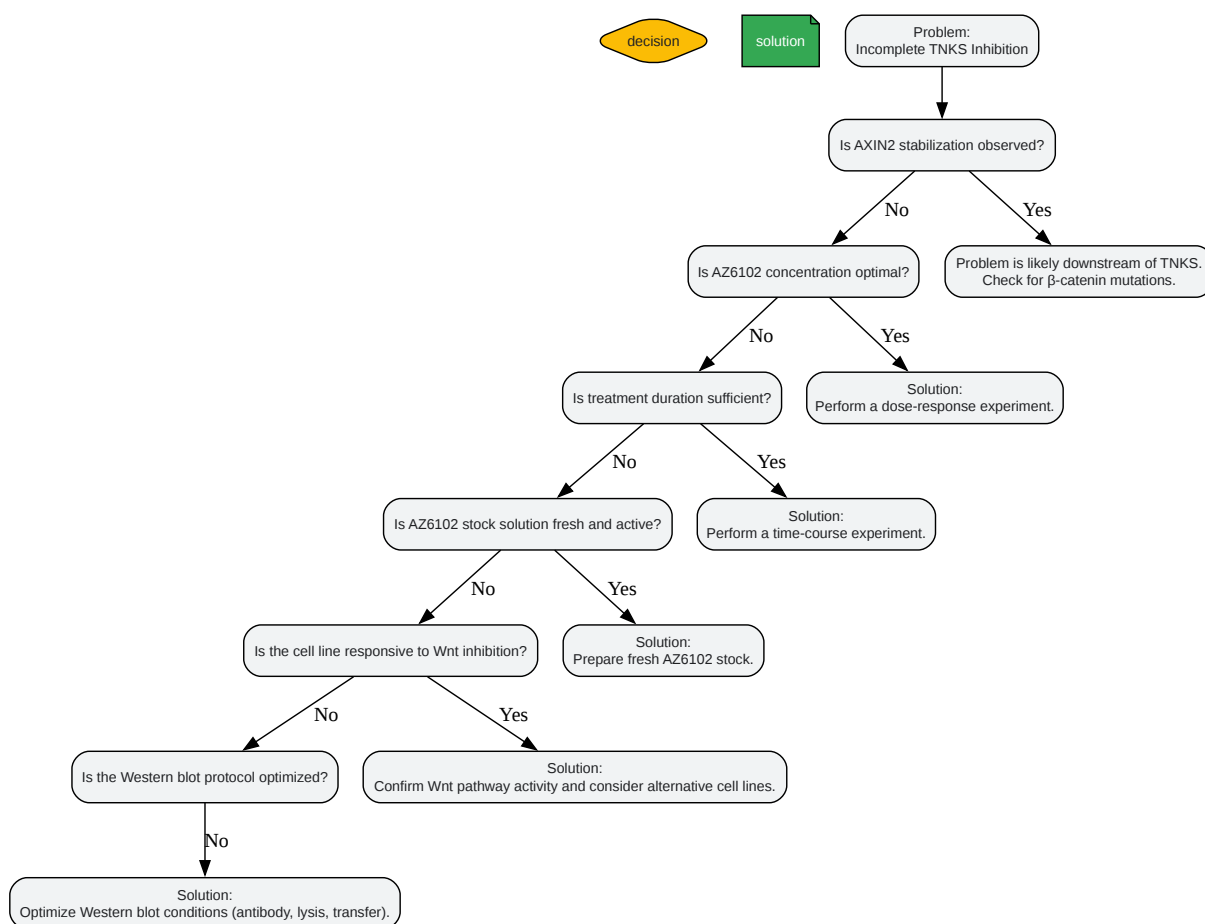 decision
solution
Problem:
Incomplete TNKS Inhibition
Is AXIN2 stabilization observed?
No
Yes
Is AZ6102 concentration optimal?
Problem is likely downstream of TNKS.
Check for β-catenin mutations.
No
Yes
Is treatment duration sufficient?
Solution:
Perform a dose-response experiment.
No
Yes
Is AZ6102 stock solution fresh and active?
Solution:
Perform a time-course experiment.
No
Yes
Is the cell line responsive to Wnt inhibition?
Solution:
Prepare fresh AZ6102 stock.
No
Yes
Is the Western blot protocol optimized?
Solution:
Confirm Wnt pathway activity and consider alternative cell lines.
No
Solution:
Optimize Western blot conditions (antibody, lysis, transfer).